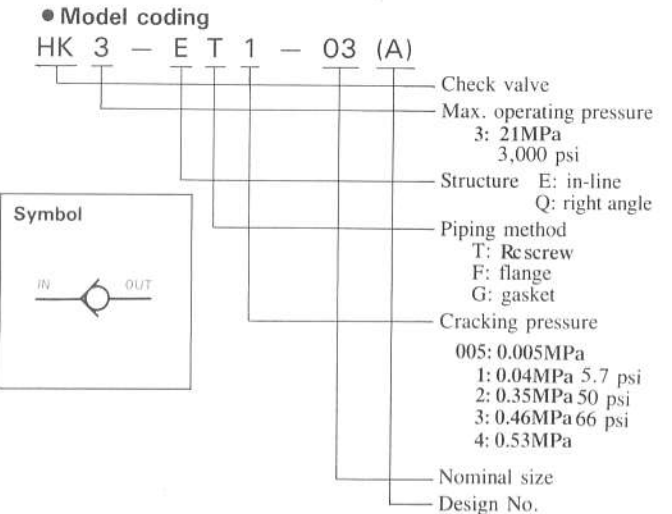 ● Model coding
HK 3 — E T 1 — 03 (A)
Check valve
Max. operating pressure
3: 21MPa
3,000 psi
Structure E: in-line
Q: right angle
Piping method
T: Rc screw
F: flange
G: gasket
Cracking pressure
005: 0.005MPa
1: 0.04MPa 5.7 psi
2: 0.35MPa 50 psi
3: 0.46MPa 66 psi
4: 0.53MPa
Nominal size
Design No.
Symbol
IN OUT